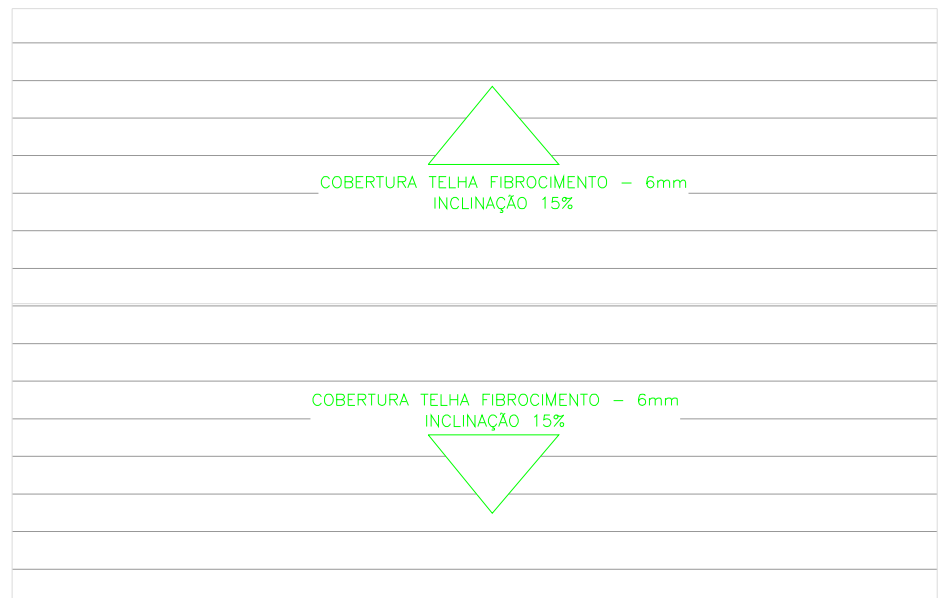 COBERTURA TELHA FIBROCIMENTO - 6mm
INCLINAÇÃO 15%
COBERTURA TELHA FIBROCIMENTO - 6mm
INCLINAÇÃO 15%